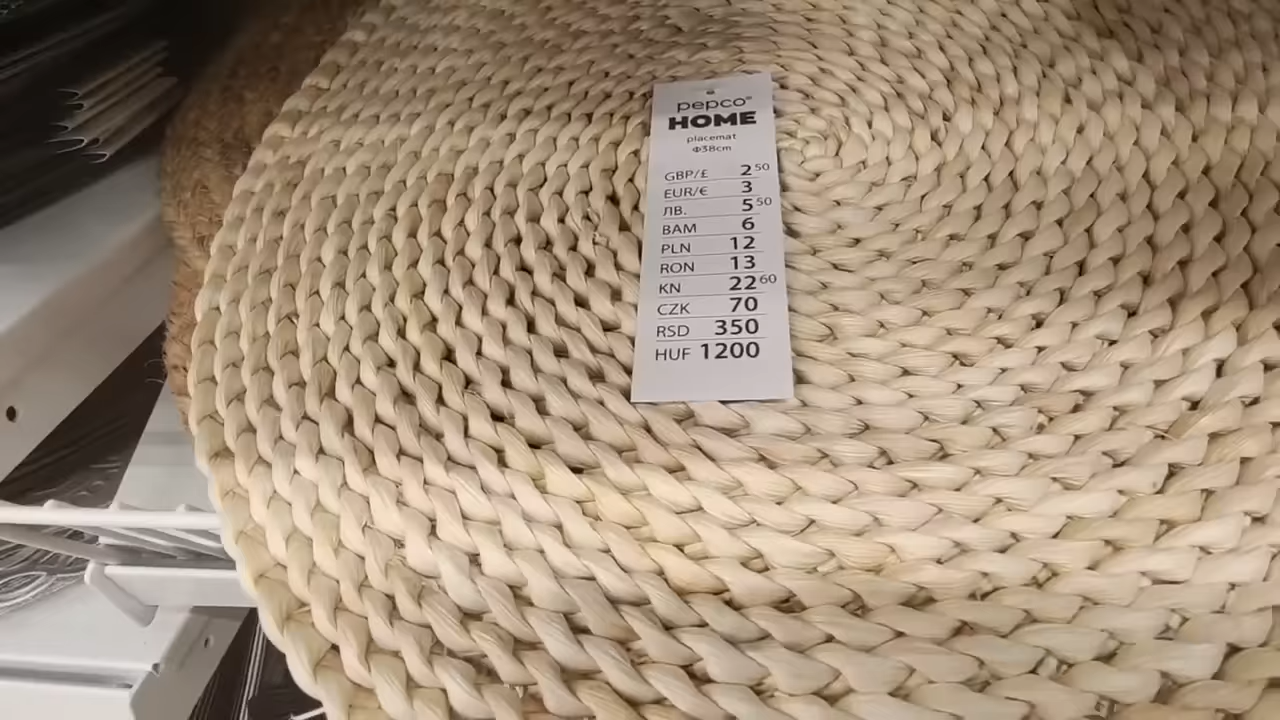 pepco®
HOME
placemat
Φ38cm
GBP/£ 2 50
EUR/€ 3
ЛВ. 5 50
BAM 6
PLN 12
RON 13
KN 22 60
CZK 70
RSD 350
HUF 1200